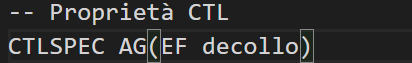 -- Proprietà CTL
CTLSPEC AG(EF decollo)